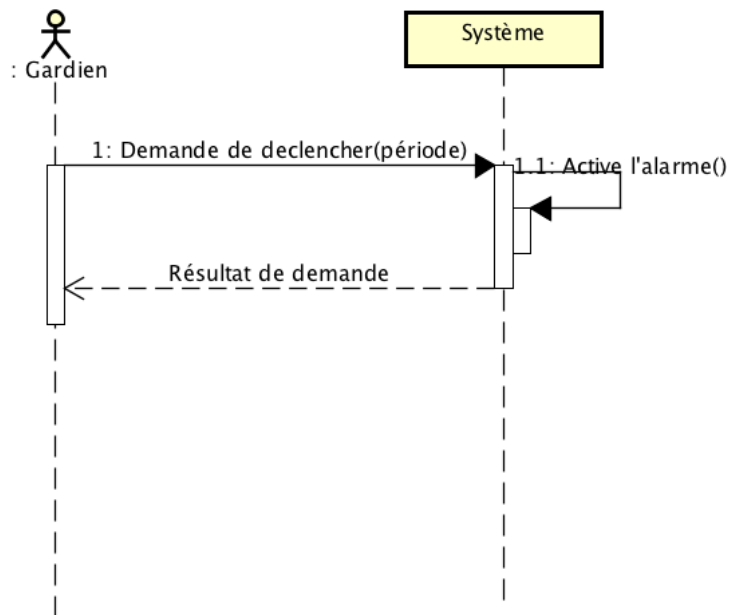 Système
: Gardien
1: Demande de declencher(période)
1.1: Active l'alarme()
Résultat de demande